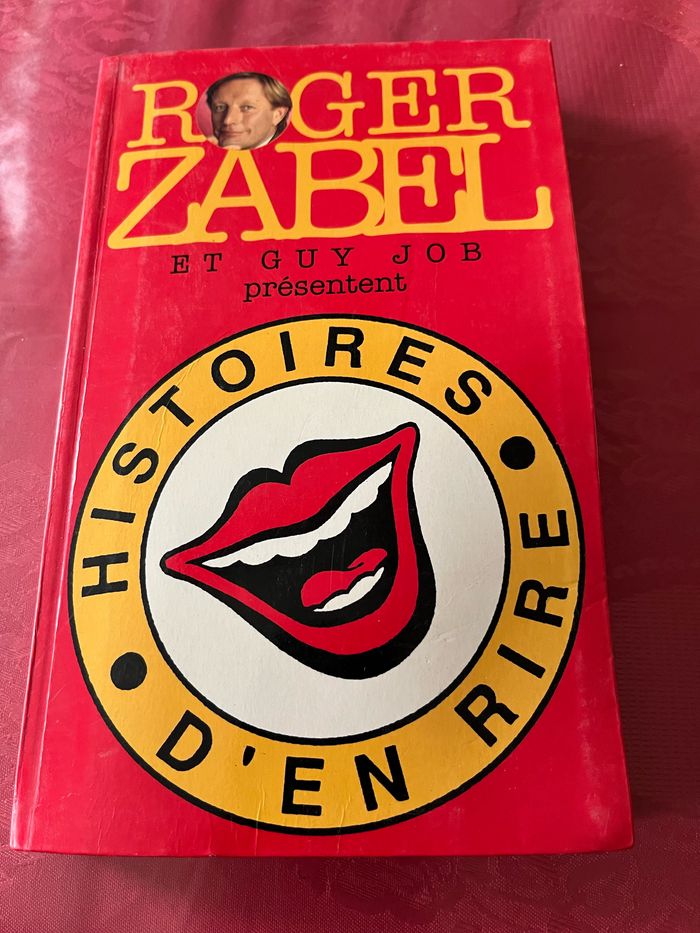 ROGER
ZABEL
ET GUY JOB
présentent
HISTOIRES
D'EN RIRE